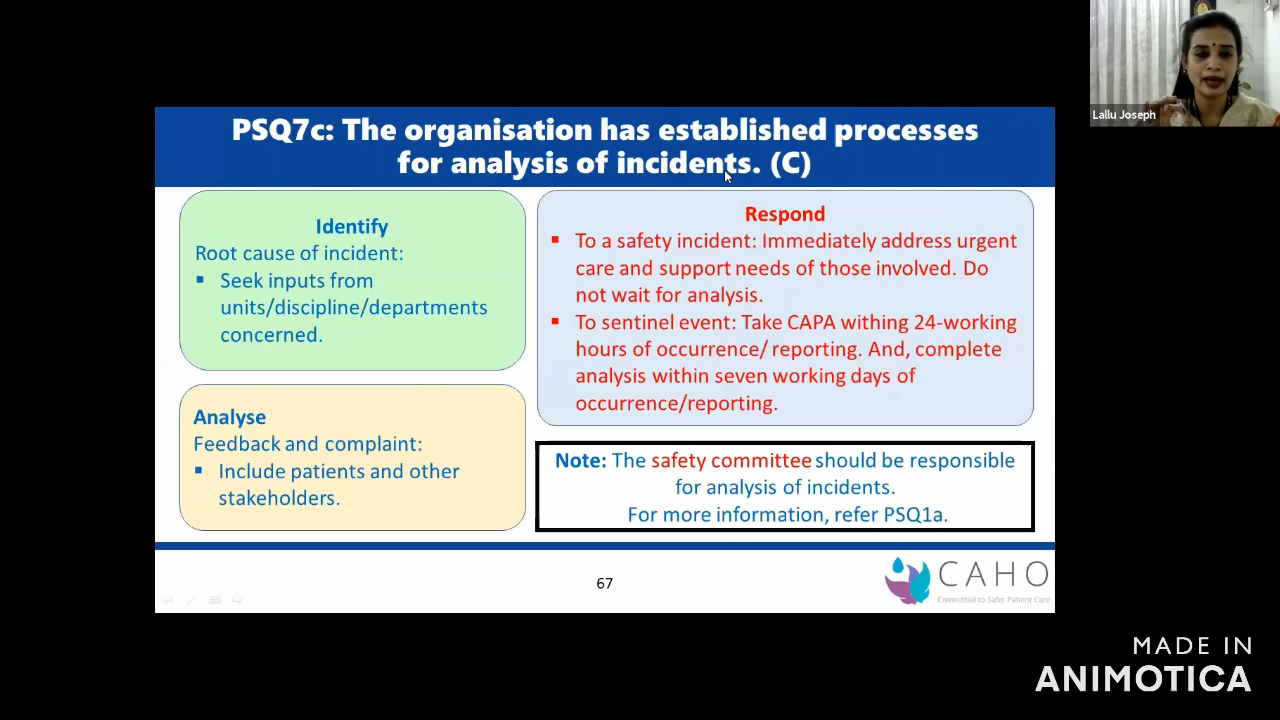 Lallu Joseph
PSQ7c: The organisation has established processes
for analysis of incidents. (C)
Identify
Root cause of incident:
▪ Seek inputs from
units/discipline/departments
concerned.
Analyse
Feedback and complaint:
▪ Include patients and other
stakeholders.
Respond
▪ To a safety incident: Immediately address urgent
care and support needs of those involved. Do
not wait for analysis.
▪ To sentinel event: Take CAPA withing 24-working
hours of occurrence/ reporting. And, complete
analysis within seven working days of
occurrence/reporting.
Note: The safety committee should be responsible
for analysis of incidents.
For more information, refer PSQ1a.
67
CAHO
Committed to Safer Patient Care
MADE IN
ANIMOTICA